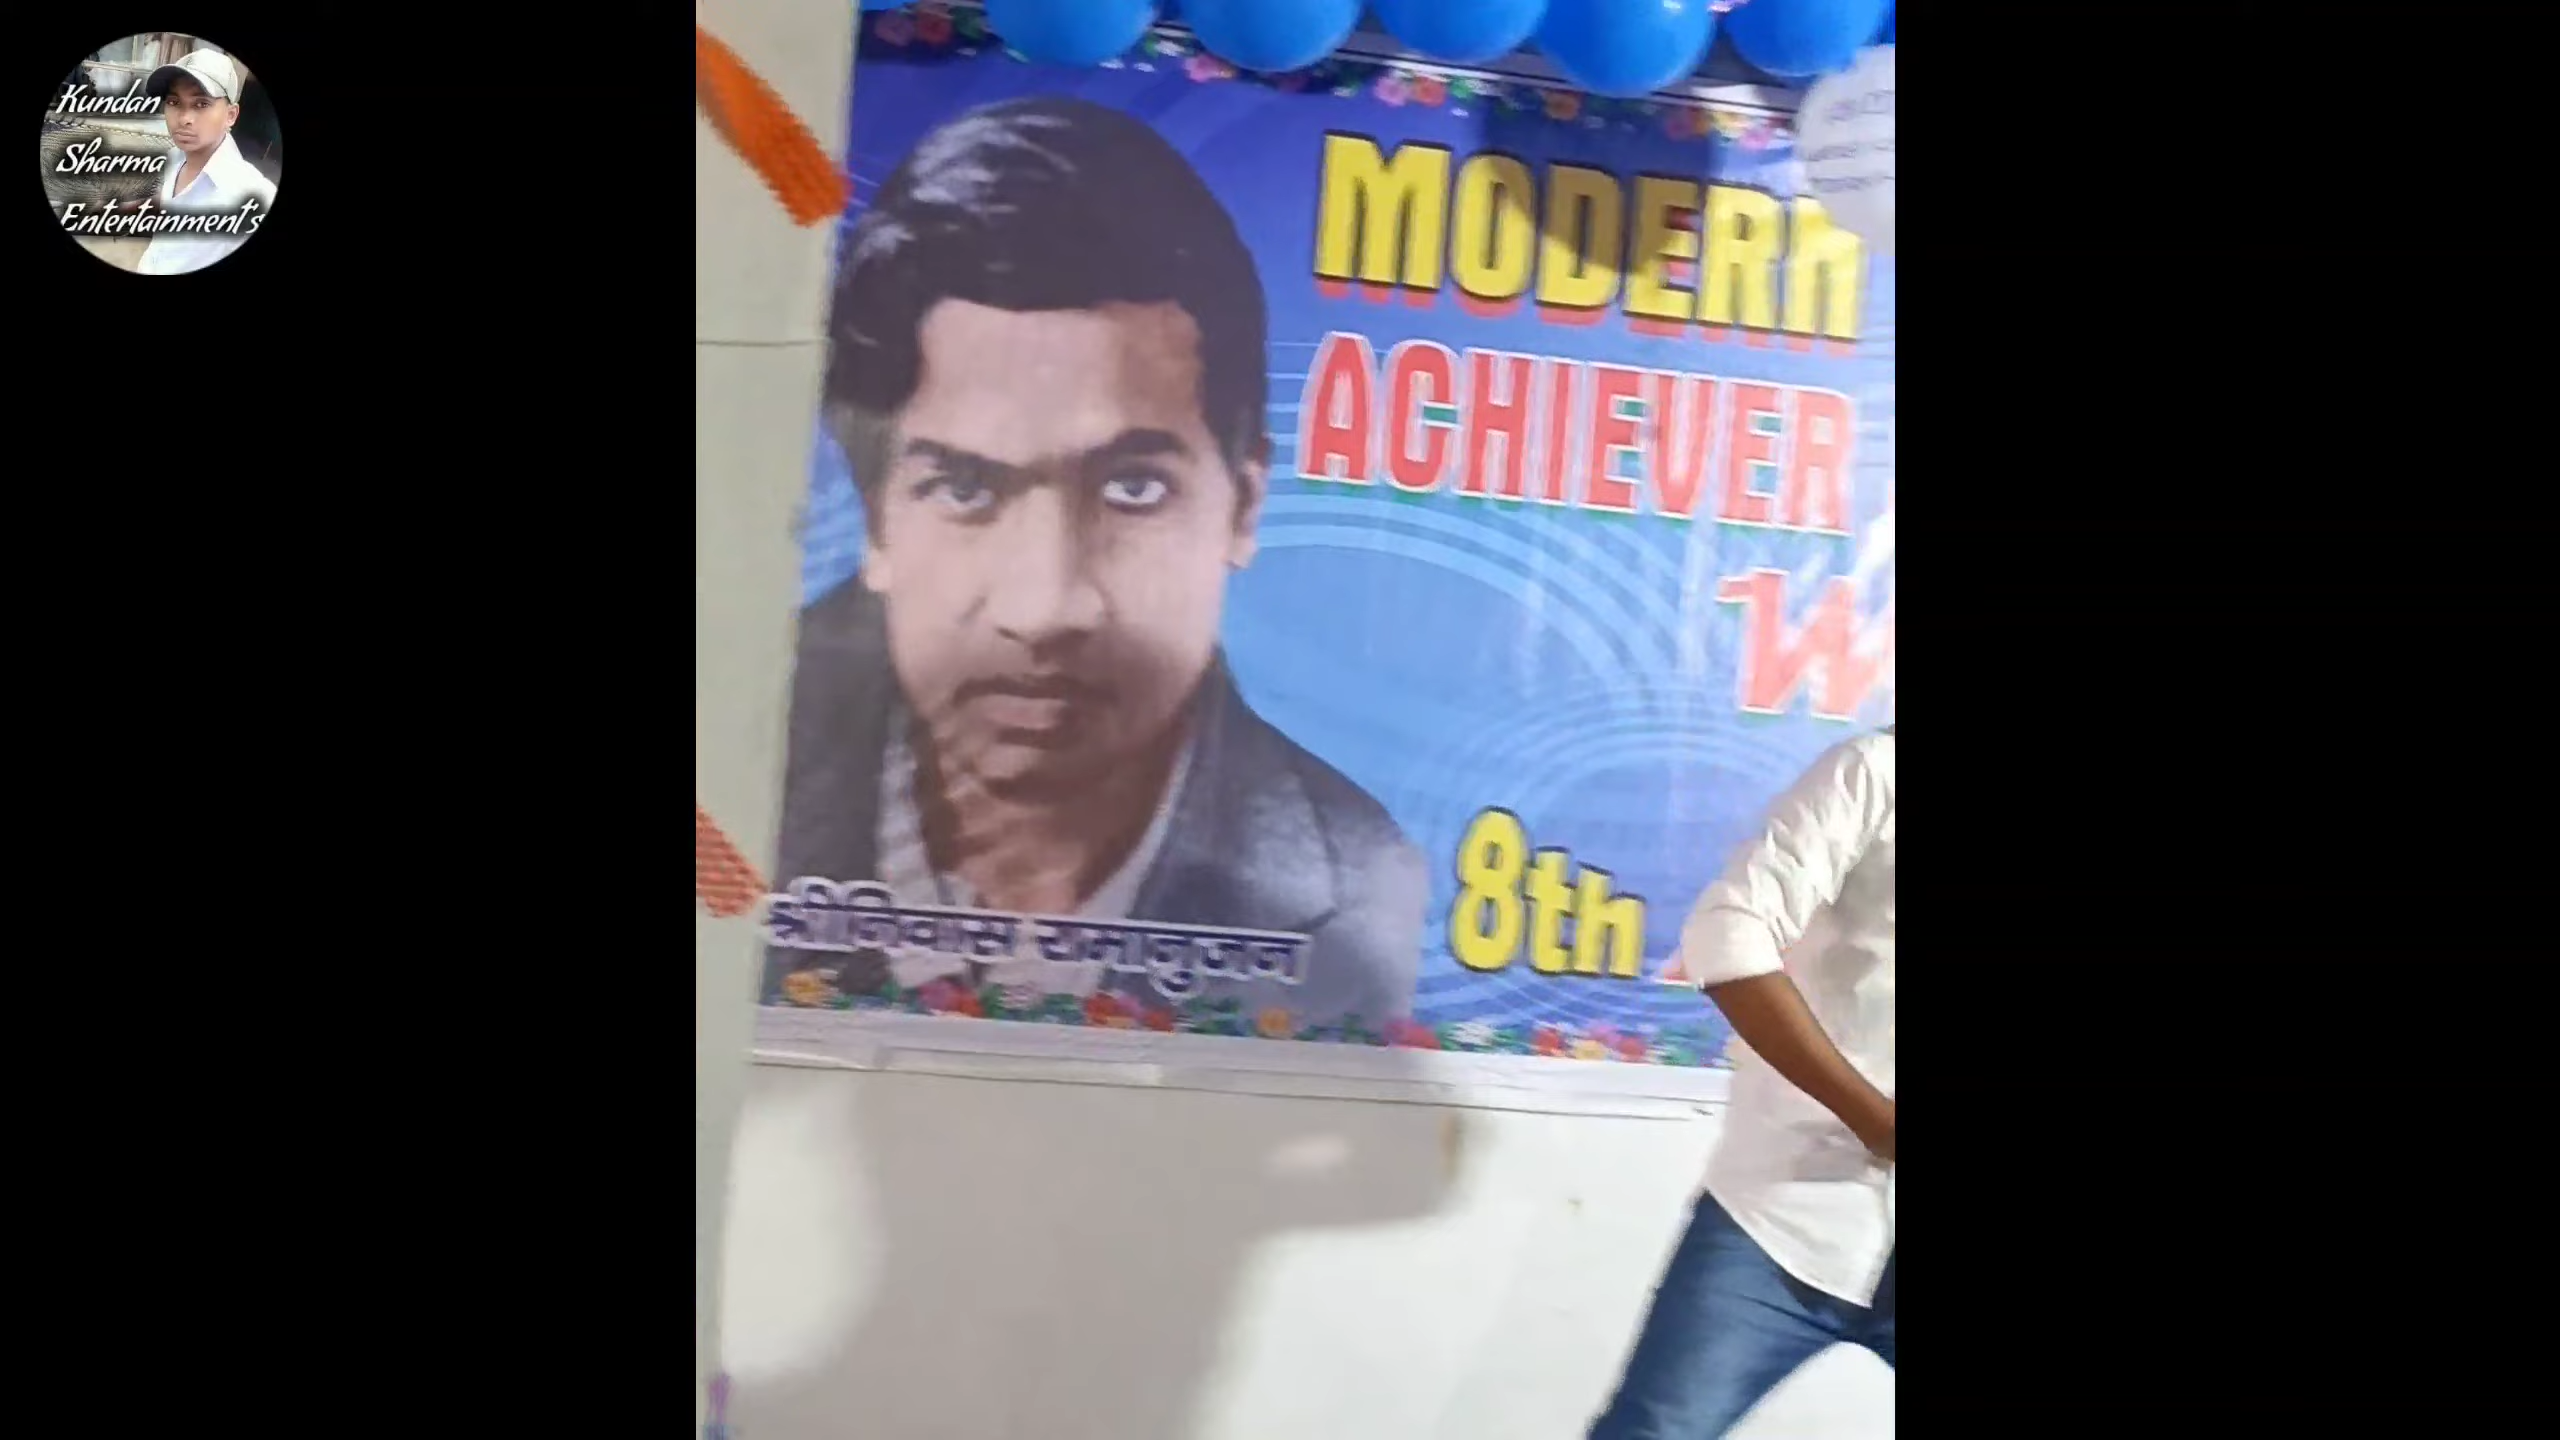 Kundan
Sharma
Entertainment's
MODERN
ACHIEVER
W
8th
श्रीनिवास रामानुजन